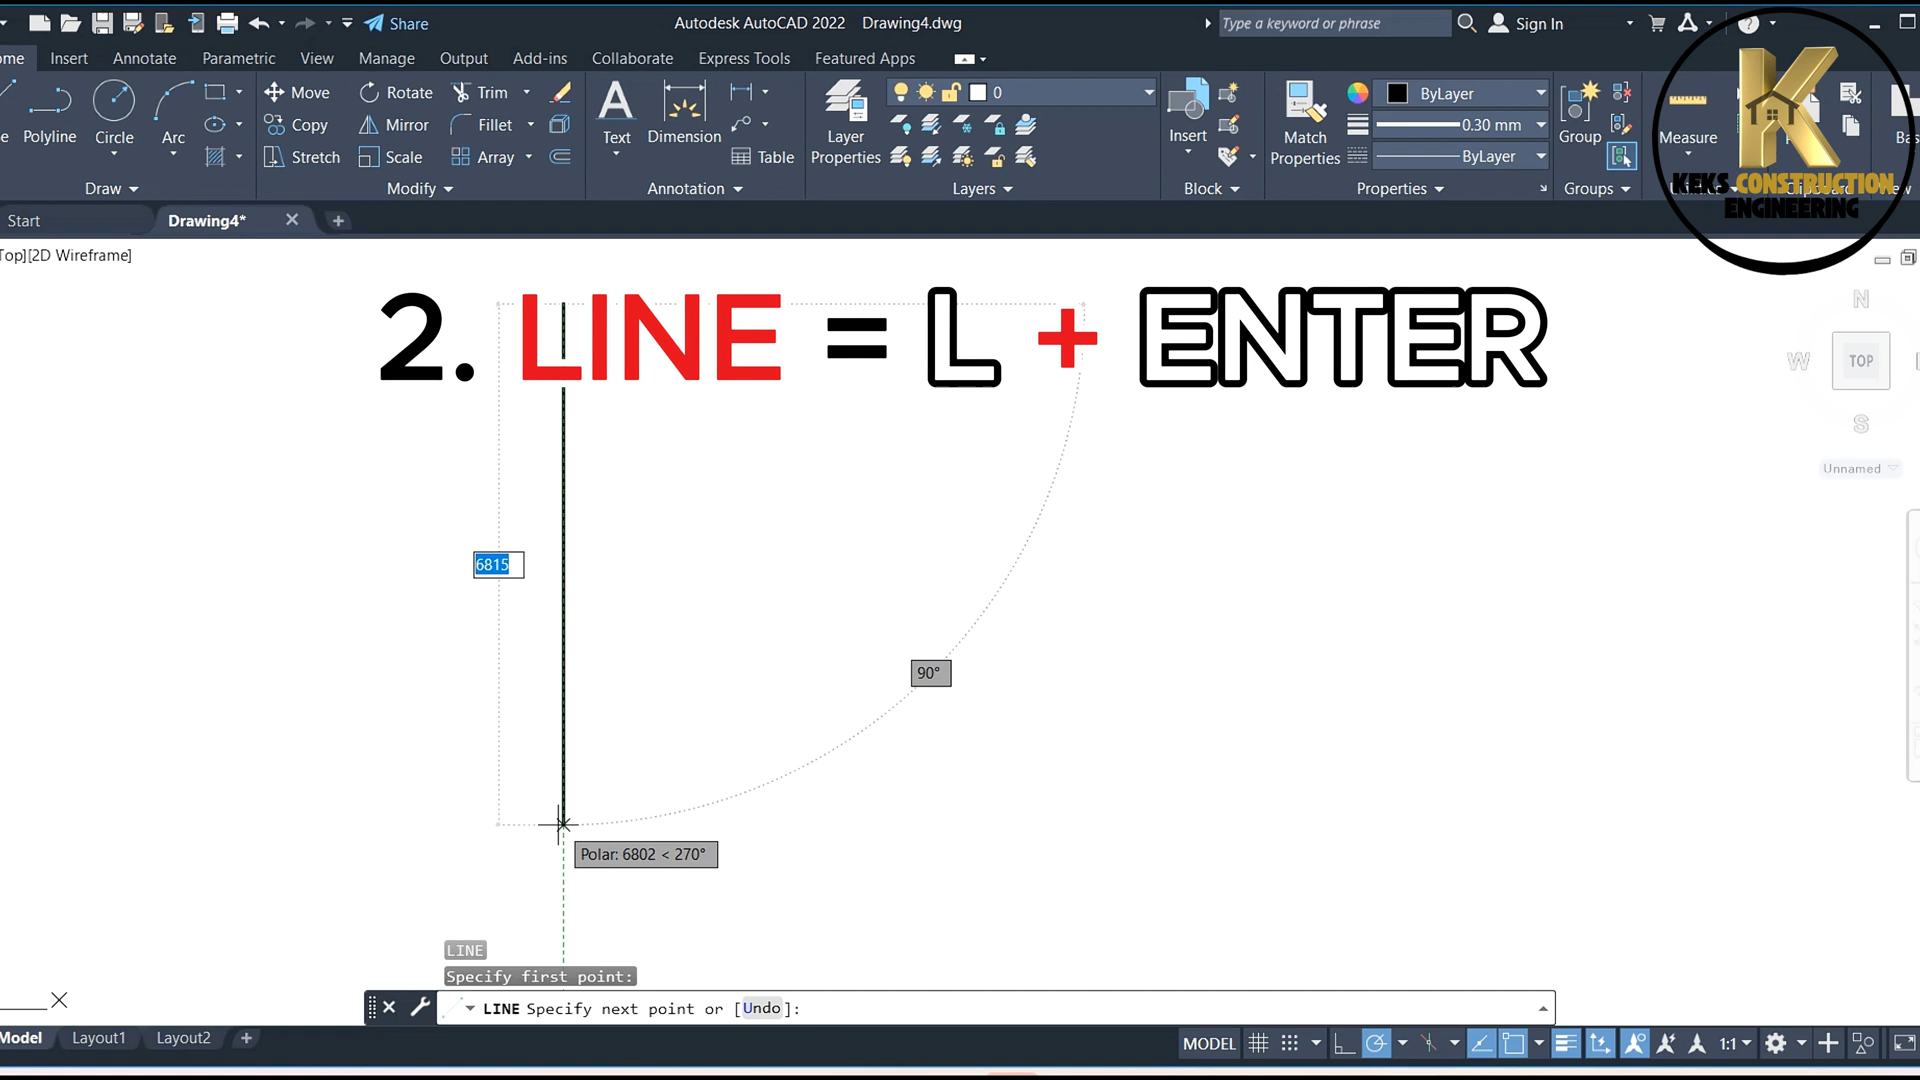 Share
Autodesk AutoCAD 2022 Drawing4.dwg
Type a keyword or phrase
Sign In
ome Insert Annotate Parametric View Manage Output Add-ins Collaborate Express Tools Featured Apps
Polyline
Circle
Arc
Move
Rotate
Trim
Copy
Mirror
Fillet
Stretch
Scale
Array
Text
Dimension
Table
Layer
Properties
0
Insert
Match
Properties
ByLayer
0.30 mm
ByLayer
Group
Measure
Bas
Draw
Modify
Annotation
Layers
Block
Properties
Groups
K
KEKS CONSTRUCTION
ENGINEERING
Start
Drawing4*
Top][2D Wireframe]
2. LINE = L + ENTER
N
W
TOP
S
Unnamed
6815
90°
Polar: 6802 < 270°
LINE
Specify first point:
LINE Specify next point or [Undo]:
Model
Layout1
Layout2
MODEL
1:1